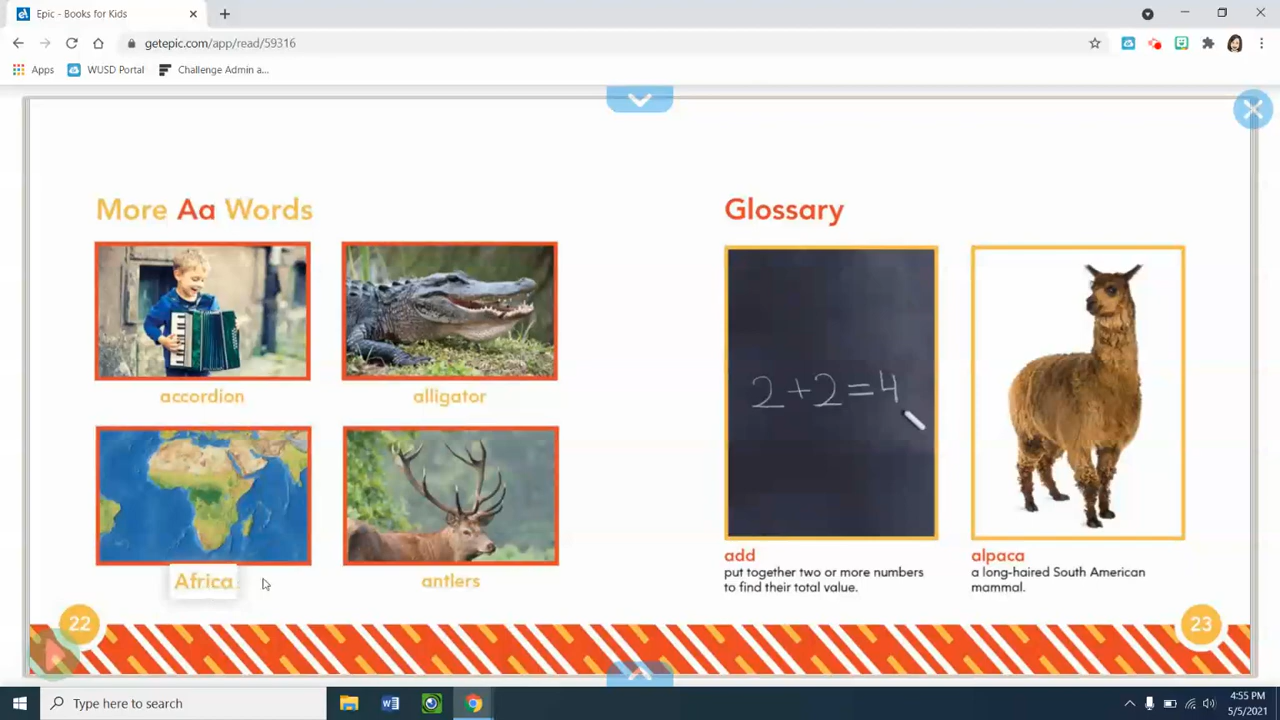 Epic - Books for Kids
getepic.com/app/read/59316
Apps
WUSD Portal
Challenge Admin a...
More Aa Words
accordion
alligator
Africa
antlers
22
Glossary
2+2=4
add
put together two or more numbers
to find their total value.
alpaca
a long-haired South American
mammal.
23
Type here to search
4:55 PM
5/5/2021